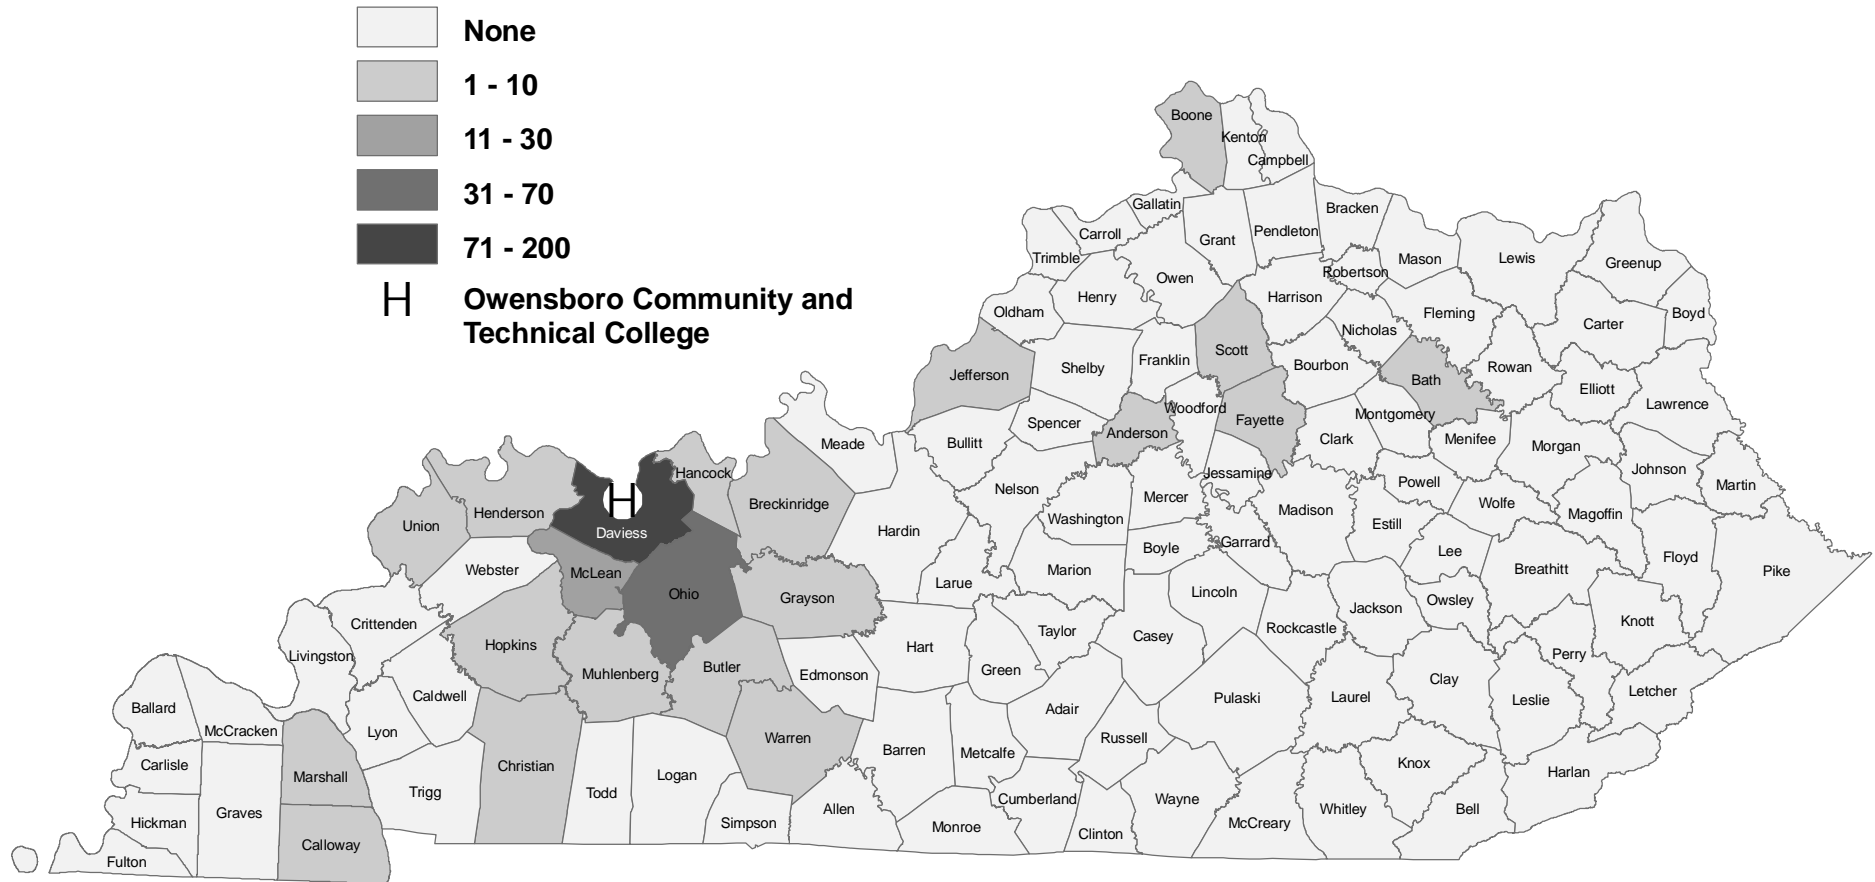 None
1 - 10
11 - 30
31 - 70
71 - 200
H
Owensboro Community and
Technical College
Boone
Kenton
Campbell
Gallatin
Bracken
Carroll
Grant
Pendleton
Trimble
Owen
Robertson
Mason
Lewis
Greenup
Oldham
Henry
Harrison
Nicholas
Fleming
Carter
Boyd
Jefferson
Shelby
Franklin
Scott
Bourbon
Bath
Rowan
Elliott
Lawrence
Meade
Bullitt
Spencer
Anderson
Woodford
Fayette
Clark
Montgomery
Menifee
Morgan
Johnson
Martin
Hancock
Breckinridge
Nelson
Jessamine
Mercer
Powell
Wolfe
Magoffin
Union
Henderson
H
Daviess
Hardin
Washington
Madison
Estill
Garrard
Boyle
Lee
Breathitt
Floyd
Pike
Webster
McLean
Ohio
Grayson
Larue
Marion
Lincoln
Jackson
Owsley
Knott
Crittenden
Hopkins
Muhlenberg
Butler
Edmonson
Hart
Green
Taylor
Casey
Rockcastle
Perry
Livingston
Caldwell
Lyon
Pulaski
Laurel
Clay
Leslie
Letcher
Ballard
McCracken
Warren
Barren
Metcalfe
Adair
Russell
Carlisle
Marshall
Trigg
Christian
Todd
Logan
Knox
Harlan
Hickman
Graves
Calloway
Simpson
Allen
Monroe
Cumberland
Clinton
Wayne
McCreary
Whitley
Bell
Fulton